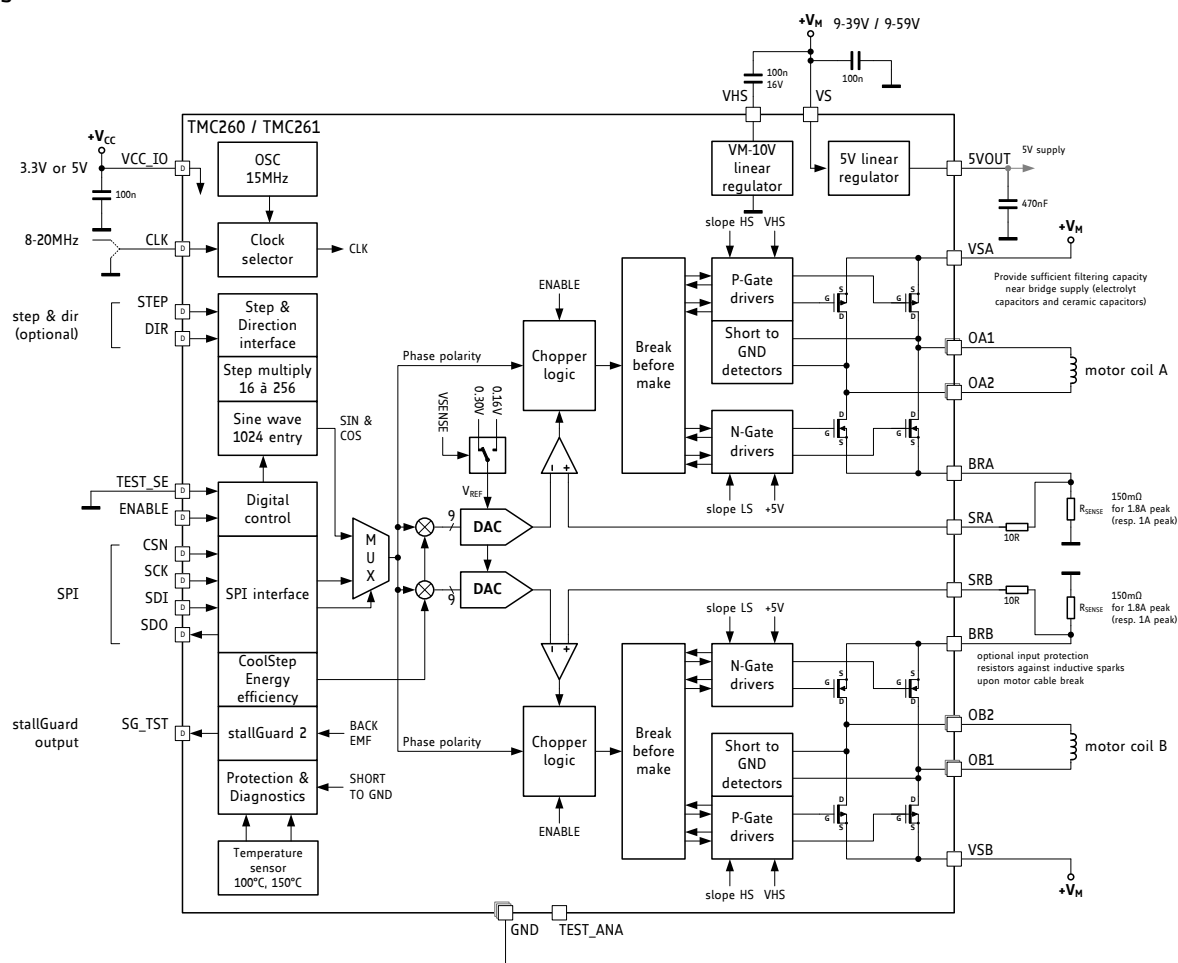 +VM 9-39V / 9-59V
100n
16V
100n
VHS
VS
TMC260 / TMC261
+VCC
3.3V or 5V
VCC_IO
D
100n
OSC
15MHz
VM-10V
linear
regulator
5V linear
regulator
5VOUT
5V supply
470nF
8-20MHz
CLK
D
Clock
selector
CLK
slope HS
VHS
+VM
VSA
Provide sufficient filtering capacity
near bridge supply (electrolyt
capacitors and ceramic capacitors)
step & dir
(optional)
STEP
D
DIR
D
Step &
Direction
interface
Step multiply
16 à 256
Sine wave
1024 entry
SIN &
COS
ENABLE
Phase polarity
Chopper
logic
Break
before
make
P-Gate
drivers
Short to
GND
detectors
N-Gate
drivers
S
G
D
S
G
D
D
G
S
D
G
S
OA1
OA2
motor coil A
VSENSE
0.30V
0.16V
VREF
- +
slope LS
+5V
BRA
SRA
10R
RSENSE
150mΩ
for 1.8A peak
(resp. 1A peak)
TEST_SE
D
ENABLE
D
Digital
control
SPI
CSN
D
SCK
D
SDI
D
SDO
D
SPI interface
MUX
9
DAC
9
DAC
CoolStep
Energy
efficiency
SRB
10R
RSENSE
150mΩ
for 1.8A peak
(resp. 1A peak)
BRB
optional input protection
resistors against inductive sparks
upon motor cable break
stallGuard
output
SG_TST
D
stallGuard 2
BACK
EMF
Protection &
Diagnostics
SHORT
TO GND
Temperature
sensor
100°C, 150°C
- +
Phase polarity
Chopper
logic
ENABLE
Break
before
make
slope LS
+5V
N-Gate
drivers
Short to
GND
detectors
P-Gate
drivers
slope HS
VHS
S
G
D
S
G
D
D
G
S
D
G
S
OB2
OB1
motor coil B
VSB
+VM
GND
TEST_ANA